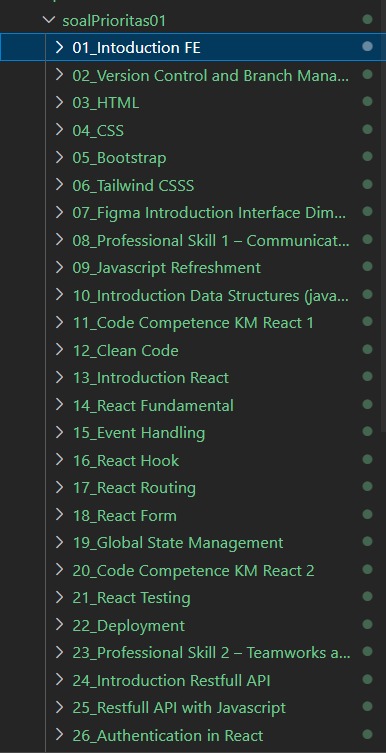 soalPrioritas01
01_Intoduction FE
02_Version Control and Branch Mana...
03_HTML
04_CSS
05_Bootstrap
06_Tailwind CSSS
07_Figma Introduction Interface Dim...
08_Professional Skill 1 – Communicat...
09_Javascript Refreshment
10_Introduction Data Structures (java...
11_Code Competence KM React 1
12_Clean Code
13_Introduction React
14_React Fundamental
15_Event Handling
16_React Hook
17_React Routing
18_React Form
19_Global State Management
20_Code Competence KM React 2
21_React Testing
22_Deployment
23_Professional Skill 2 – Teamworks a...
24_Introduction Restfull API
25_Restfull API with Javascript
26_Authentication in React